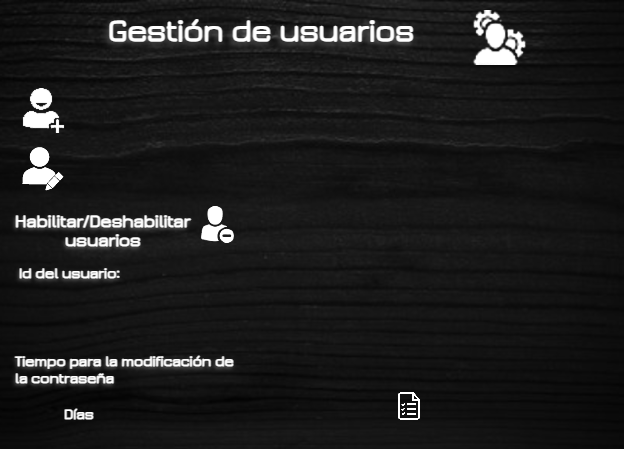 Gestión de usuarios
Habilitar/Deshabilitar
usuarios
Id del usuario:
Tiempo para la modificación de
la contraseña
Días